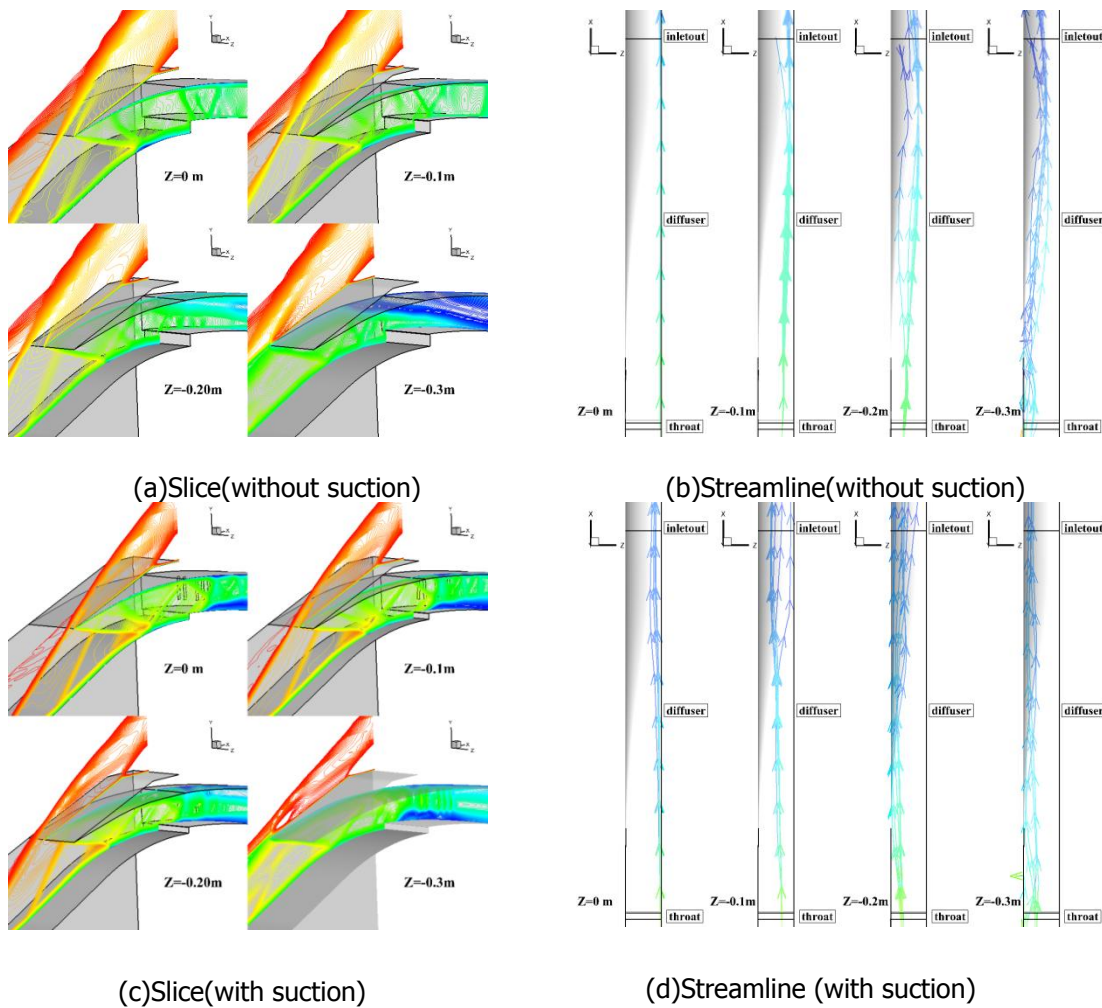 Z=0 m
Z=-0.1m
Z=-0.20m
Z=-0.3m
(a)Slice(without suction)
X
Z
inletout
diffuser
Z=0 m
throat
X
Z
inletout
diffuser
Z=-0.1m
throat
X
Z
inletout
diffuser
Z=-0.2m
throat
X
Z
inletout
diffuser
Z=-0.3m
throat
(b)Streamline(without suction)
Z=0 m
Z=-0.1m
Z=-0.20m
Z=-0.3m
(c)Slice(with suction)
X
Z
inletout
diffuser
Z=0 m
throat
X
Z
inletout
diffuser
Z=-0.1m
throat
X
Z
inletout
diffuser
Z=-0.2m
throat
X
Z
inletout
diffuser
Z=-0.3m
throat
(d)Streamline (with suction)